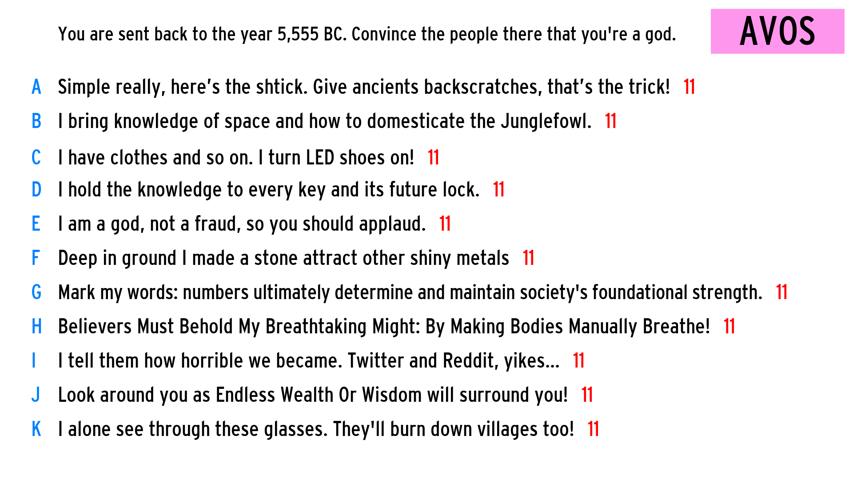 You are sent back to the year 5,555 BC. Convince the people there that you're a god.
AVOS
A Simple really, here’s the shtick. Give ancients backscratches, that’s the trick! 11
B I bring knowledge of space and how to domesticate the Junglefowl. 11
C I have clothes and so on. I turn LED shoes on! 11
D I hold the knowledge to every key and its future lock. 11
E I am a god, not a fraud, so you should applaud. 11
F Deep in ground I made a stone attract other shiny metals 11
G Mark my words: numbers ultimately determine and maintain society's foundational strength. 11
H Believers Must Behold My Breathtaking Might: By Making Bodies Manually Breathe! 11
I I tell them how horrible we became. Twitter and Reddit, yikes... 11
J Look around you as Endless Wealth Or Wisdom will surround you! 11
K I alone see through these glasses. They'll burn down villages too! 11